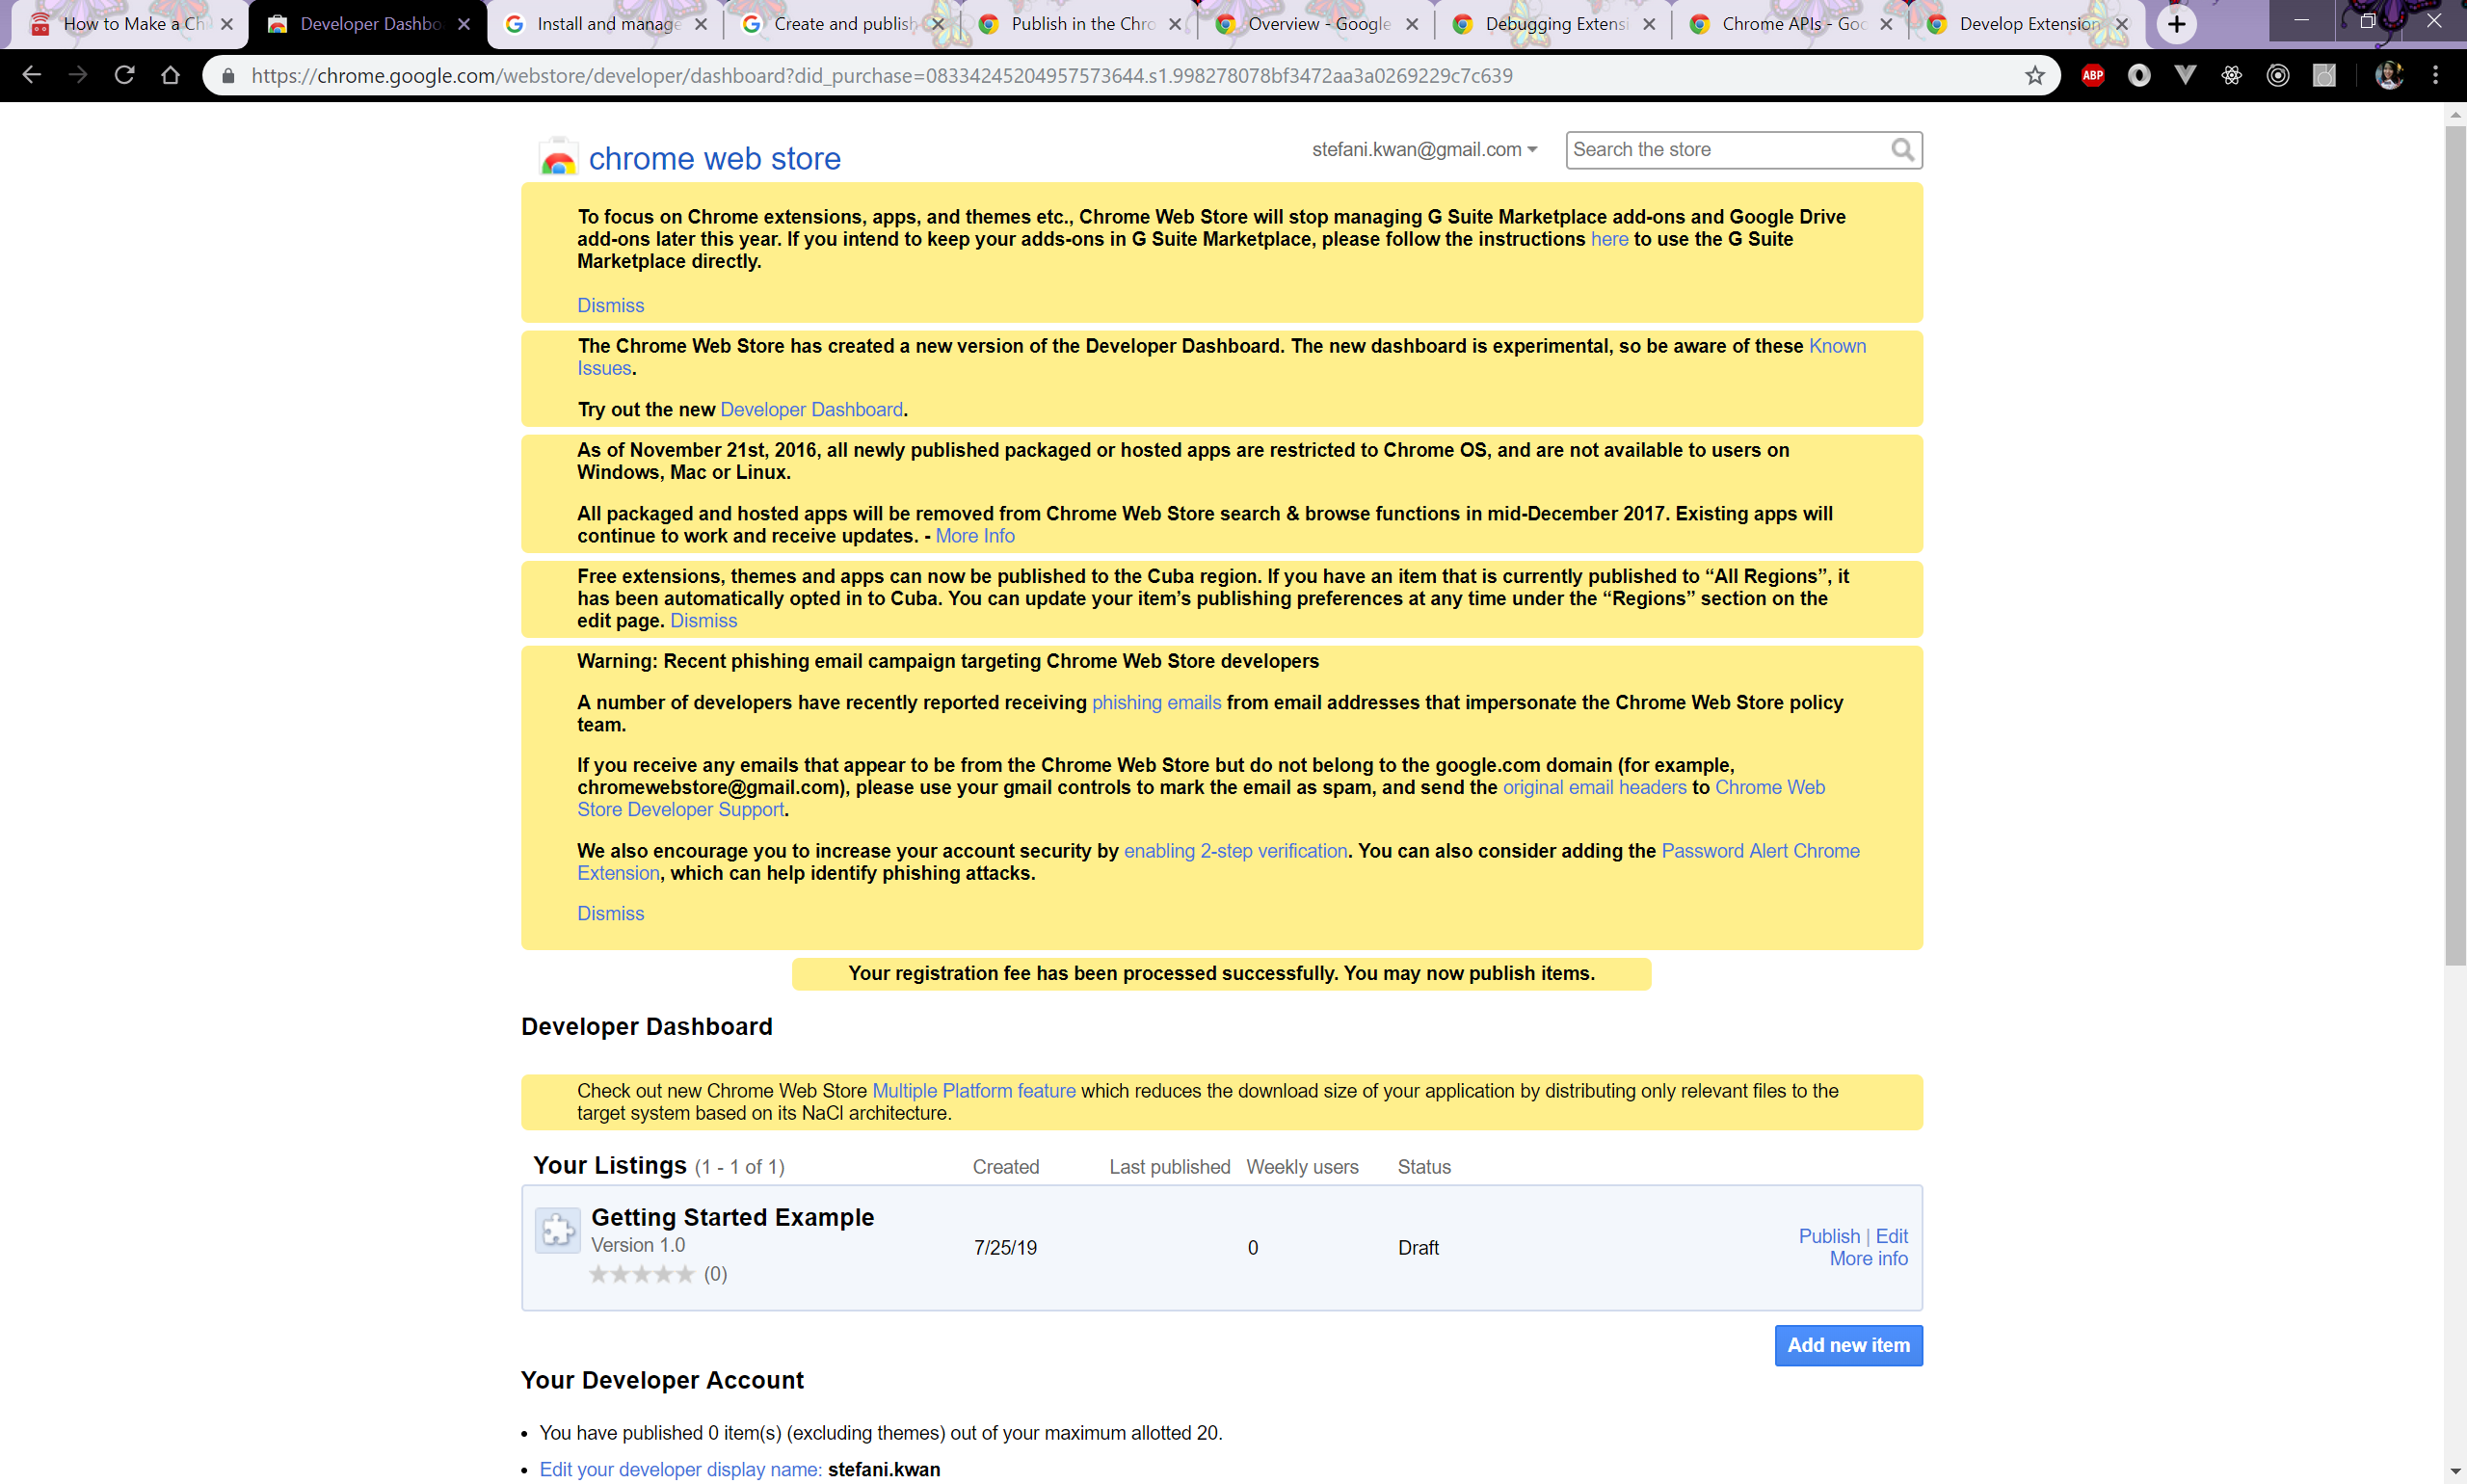 How to Make a Ch
Developer Dashbo
Install and manage
Create and publish
Publish in the Chro
Overview - Google
Debugging Extensi
Chrome APIs - Goo
Develop Extension
https://chrome.google.com/webstore/developer/dashboard?did_purchase=08334245204957573644.s1.998278078bf3472aa3a0269229c7c639
ABP
chrome web store
stefani.kwan@gmail.com
Search the store
To focus on Chrome extensions, apps, and themes etc., Chrome Web Store will stop managing G Suite Marketplace add-ons and Google Drive
add-ons later this year. If you intend to keep your adds-ons in G Suite Marketplace, please follow the instructions here to use the G Suite
Marketplace directly.
Dismiss
The Chrome Web Store has created a new version of the Developer Dashboard. The new dashboard is experimental, so be aware of these Known
Issues.
Try out the new Developer Dashboard.
As of November 21st, 2016, all newly published packaged or hosted apps are restricted to Chrome OS, and are not available to users on
Windows, Mac or Linux.
All packaged and hosted apps will be removed from Chrome Web Store search & browse functions in mid-December 2017. Existing apps will
continue to work and receive updates. - More Info
Free extensions, themes and apps can now be published to the Cuba region. If you have an item that is currently published to “All Regions”, it
has been automatically opted in to Cuba. You can update your item’s publishing preferences at any time under the “Regions” section on the
edit page. Dismiss
Warning: Recent phishing email campaign targeting Chrome Web Store developers
A number of developers have recently reported receiving phishing emails from email addresses that impersonate the Chrome Web Store policy
team.
If you receive any emails that appear to be from the Chrome Web Store but do not belong to the google.com domain (for example,
chromewebstore@gmail.com), please use your gmail controls to mark the email as spam, and send the original email headers to Chrome Web
Store Developer Support.
We also encourage you to increase your account security by enabling 2-step verification. You can also consider adding the Password Alert Chrome
Extension, which can help identify phishing attacks.
Dismiss
Your registration fee has been processed successfully. You may now publish items.
Developer Dashboard
Check out new Chrome Web Store Multiple Platform feature which reduces the download size of your application by distributing only relevant files to the
target system based on its NaCl architecture.
Your Listings (1 - 1 of 1) Created Last published Weekly users Status
Getting Started Example
Version 1.0
(0)
7/25/19 0 Draft
Publish | Edit
More info
Add new item
Your Developer Account
• You have published 0 item(s) (excluding themes) out of your maximum allotted 20.
• Edit your developer display name: stefani.kwan